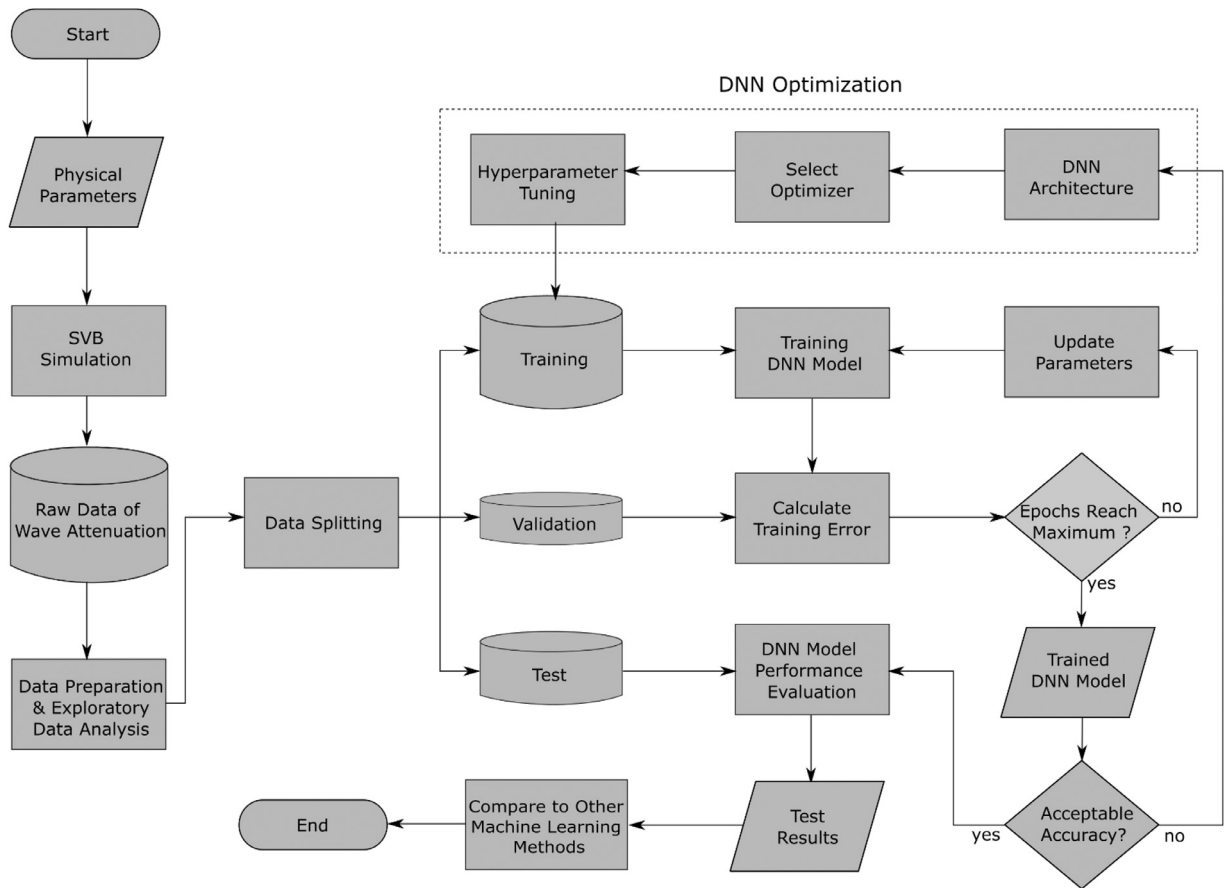 Start
Physical
Parameters
SVB
Simulation
Raw Data of
Wave Attenuation
Data Preparation
& Exploratory
Data Analysis
Data Splitting
DNN Optimization
Hyperparameter
Tuning
Select
Optimizer
DNN
Architecture
Training
Training
DNN Model
Update
Parameters
Validation
Calculate
Training Error
Epochs Reach
Maximum ?
no
yes
Test
DNN Model
Performance
Evaluation
Trained
DNN Model
Acceptable
Accuracy?
yes
no
Test
Results
Compare to Other
Machine Learning
Methods
End